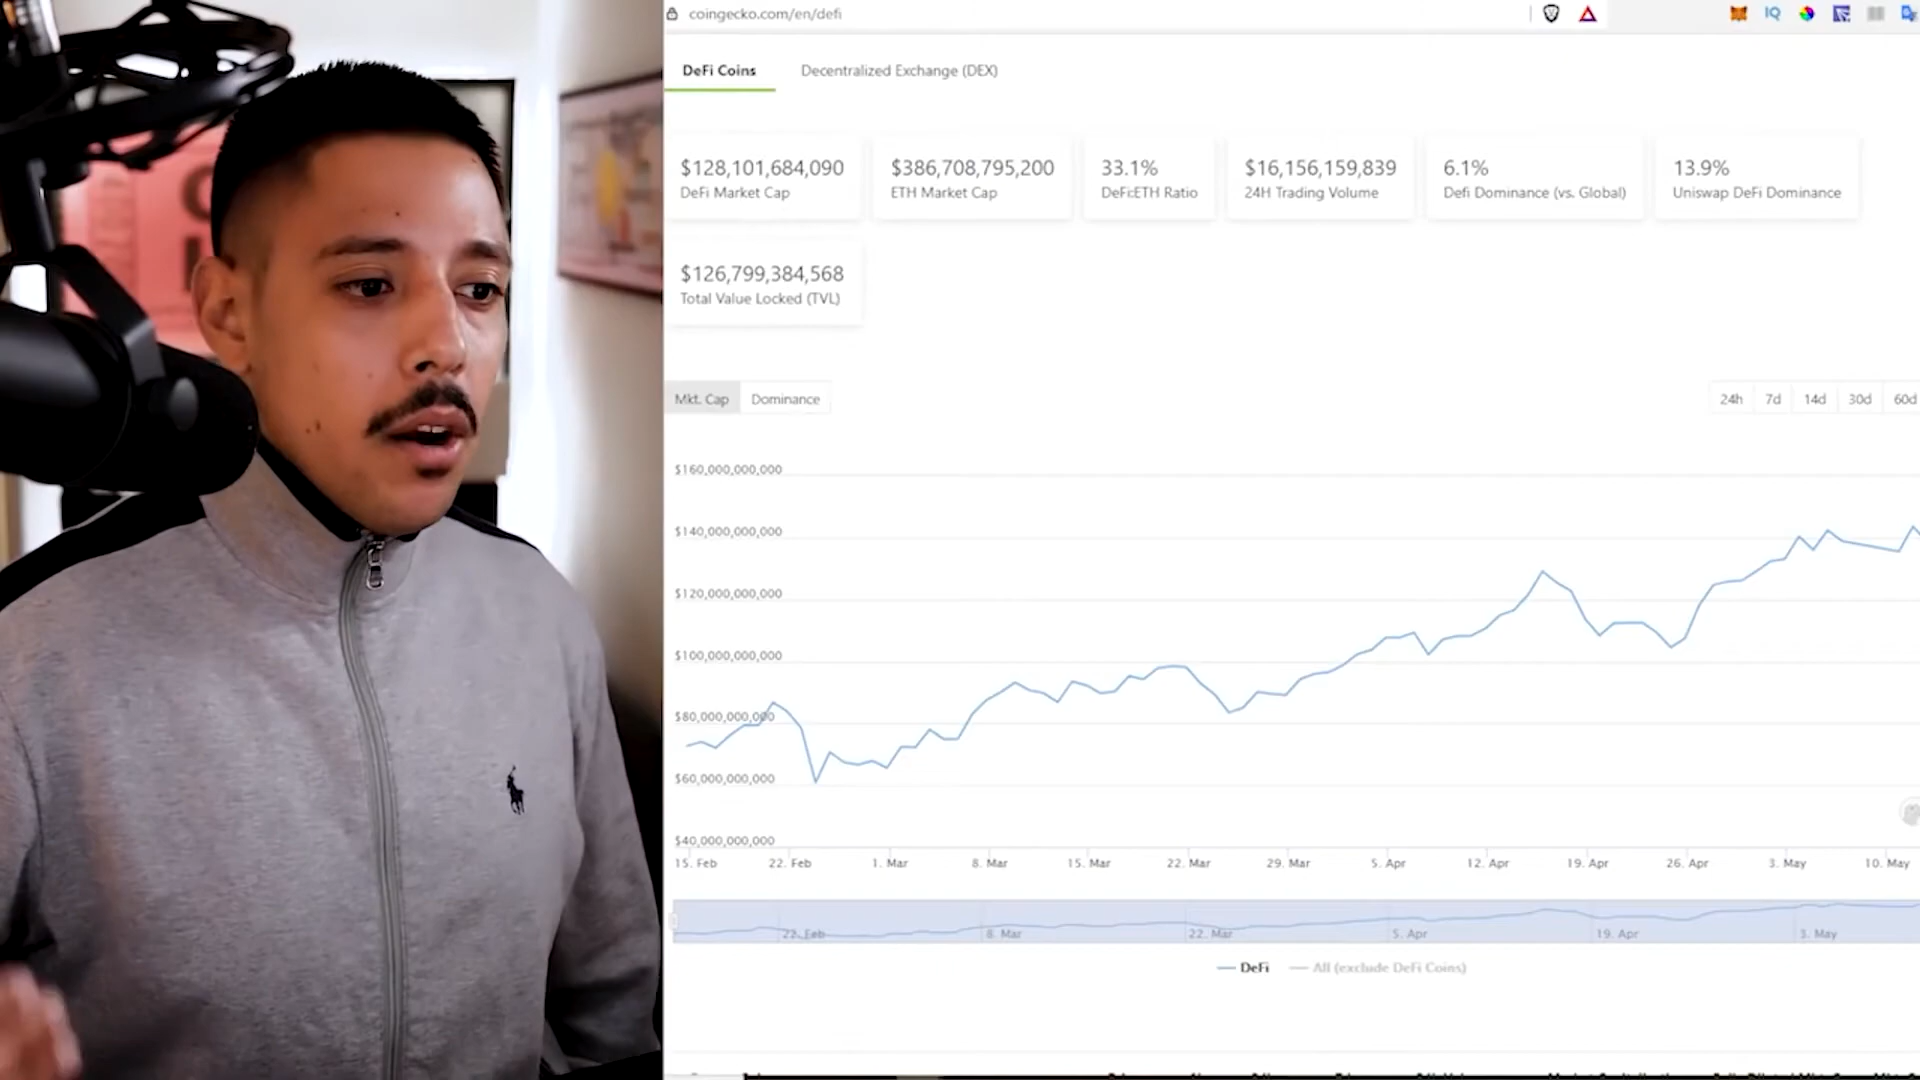 coingecko.com/en/defi
DeFi Coins
Decentralized Exchange (DEX)
$128,101,684,090
DeFi Market Cap
$386,708,795,200
ETH Market Cap
33.1%
DeFi:ETH Ratio
$16,156,159,839
24H Trading Volume
6.1%
Defi Dominance (vs. Global)
13.9%
Uniswap DeFi Dominance
$126,799,384,568
Total Value Locked (TVL)
Mkt. Cap
Dominance
24h 7d 14d 30d 60d
$160,000,000,000
$140,000,000,000
$120,000,000,000
$100,000,000,000
$80,000,000,000
$60,000,000,000
$40,000,000,000
15. Feb 22. Feb 1. Mar 8. Mar 15. Mar 22. Mar 29. Mar 5. Apr 12. Apr 19. Apr 26. Apr 3. May 10. May
22. Feb 8. Mar 22. Mar 5. Apr 19. Apr 3. May
DeFi
All (exclude DeFi Coins)
IQ